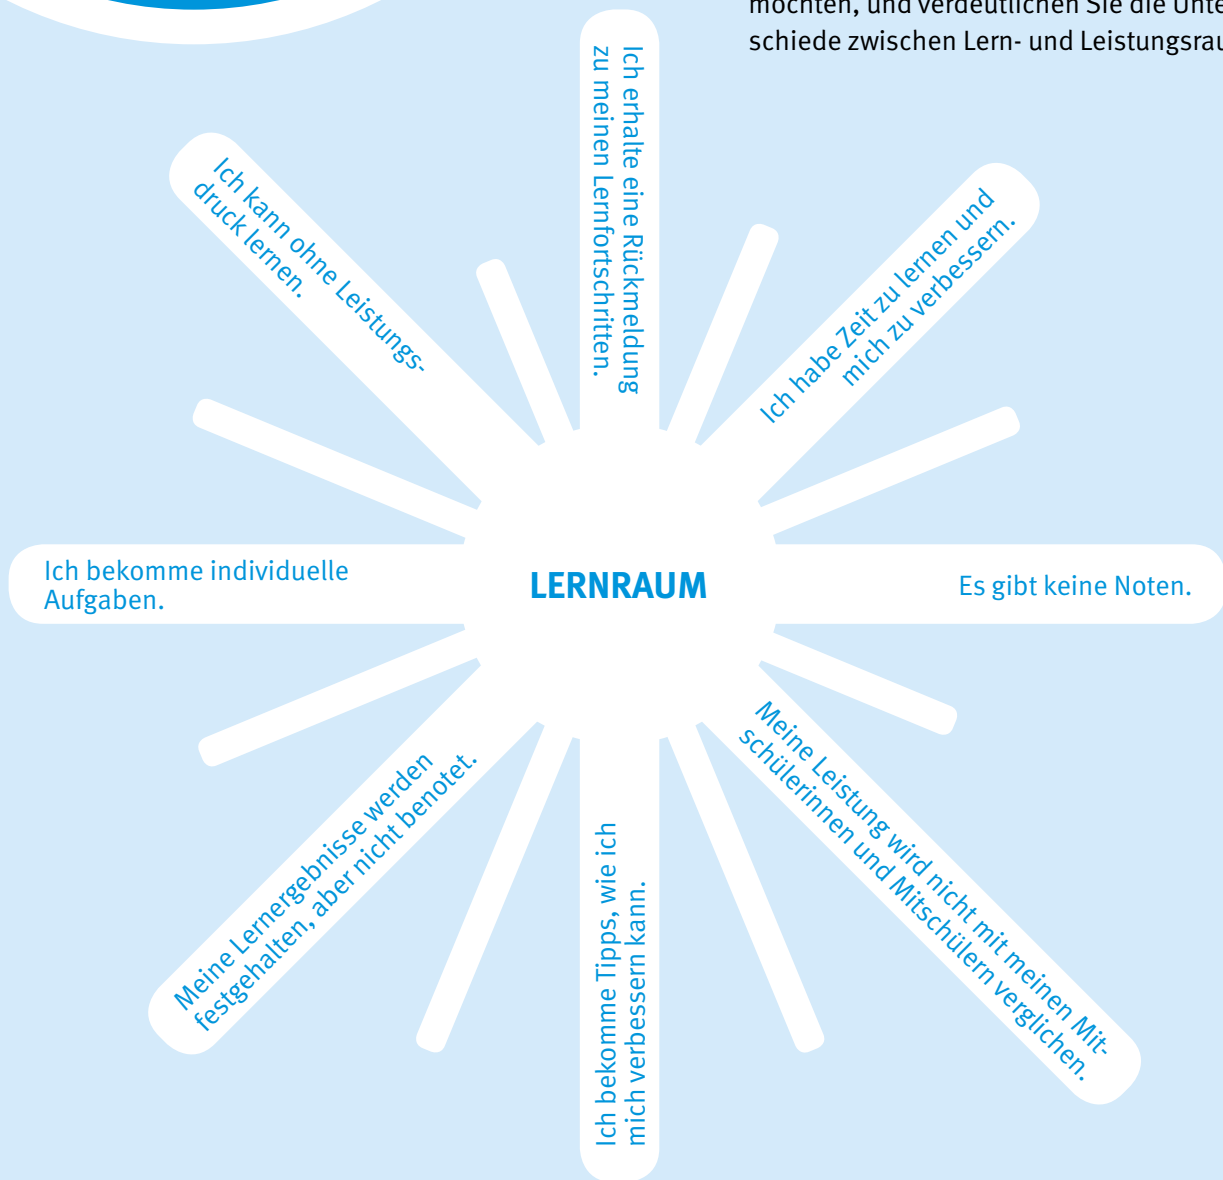 möchten, und verdeutlichen Sie die Unte
schiede zwischen Lern- und Leistungsrau
Ich erhalte eine Rückmeldung
zu meinen Lernfortschritten.
Ich habe Zeit zu lernen und
mich zu verbessern.
Es gibt keine Noten.
Meine Leistung wird nicht mit meinen Mit-
schülerinnen und Mitschülern verglichen.
Ich bekomme Tipps, wie ich
mich verbessern kann.
Meine Lernergebnisse werden
festgehalten, aber nicht benotet.
Ich bekomme individuelle
Aufgaben.
Ich kann ohne Leistungs-
druck lernen.
LERNRAUM